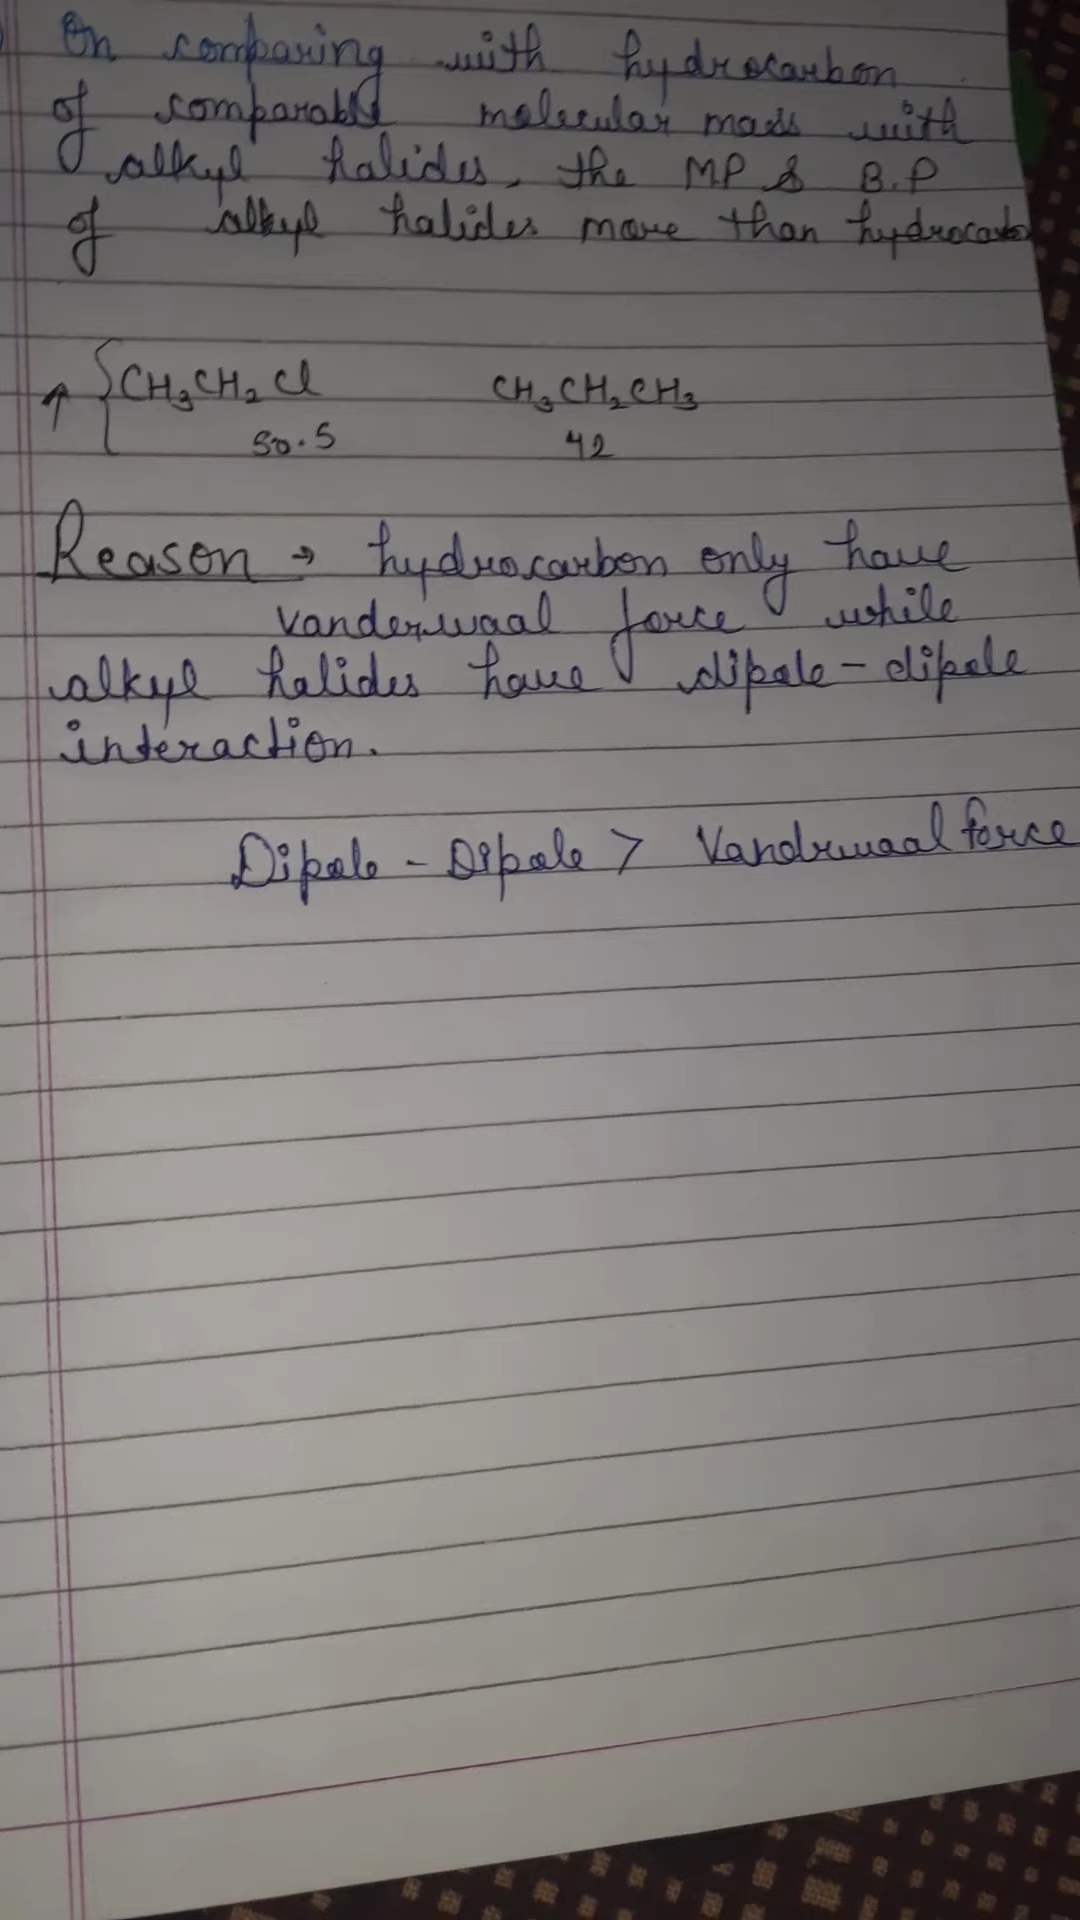 On comparing with hydrocarbon
of comparable molecular mass with
alkyl halides, the MP & B.P
of alkyl halides more than hydrocarbo
↑ { CH₃CH₂Cl CH₃CH₂CH₃
50.5 42
Reason → hydrocarbon only have
vanderwaal force while
alkyl halides have dipole-dipole
interaction.
Dipole - Dipole > Vandrwaal force